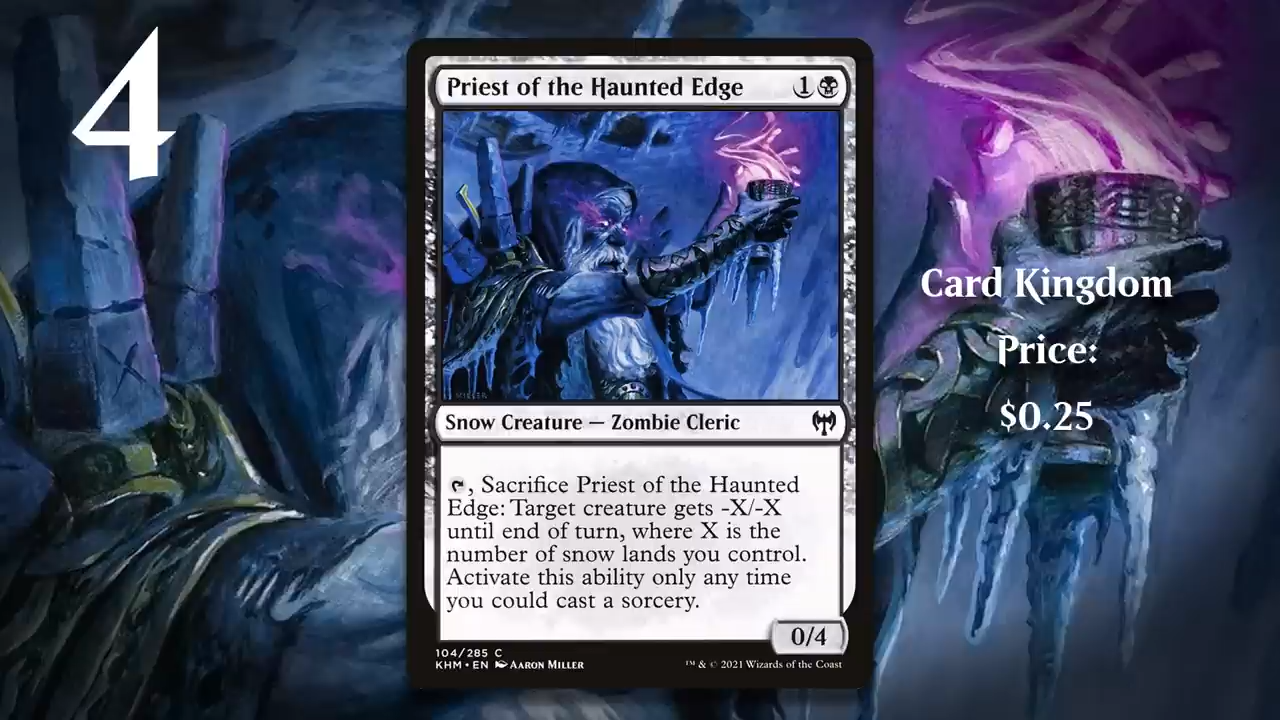 4
Priest of the Haunted Edge 1
Snow Creature — Zombie Cleric
, Sacrifice Priest of the Haunted
Edge: Target creature gets -X/-X
until end of turn, where X is the
number of snow lands you control.
Activate this ability only any time
you could cast a sorcery.
0/4
104/285 C
KHM • EN AARON MILLER
™ & © 2021 Wizards of the Coast
Card Kingdom
Price:
$0.25